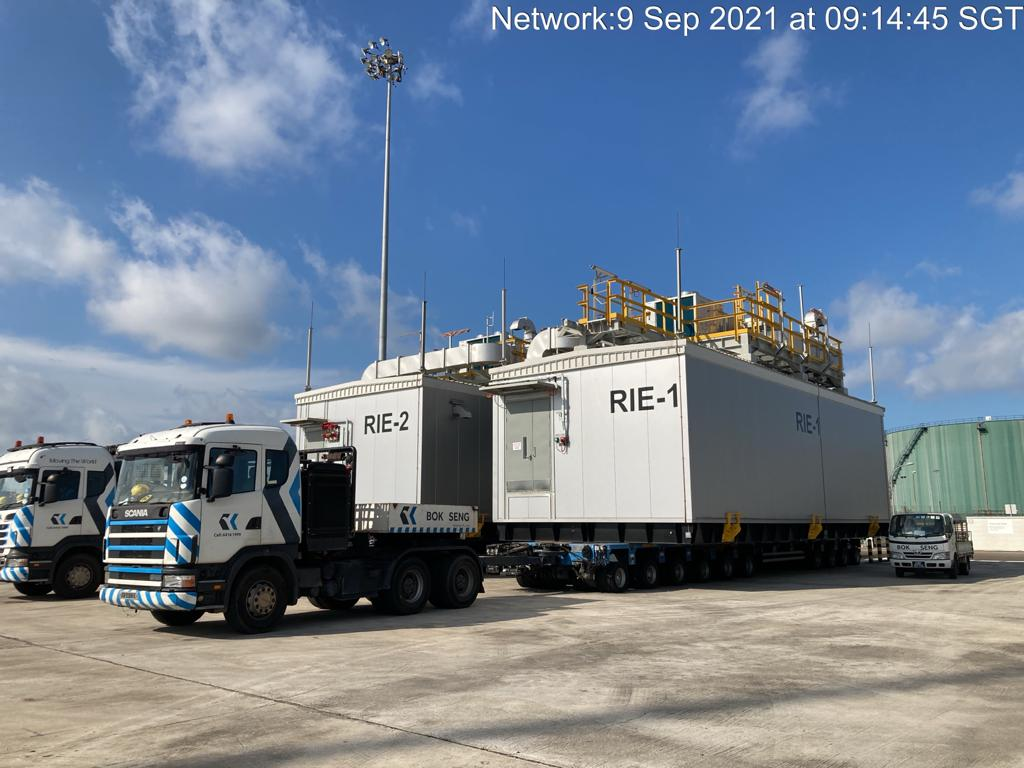 Network:9 Sep 2021 at 09:14:45 SGT
RIE-1
RIE-1
RIE-2
Moving The World
SCANIA
BOK SENG
BOK SENG